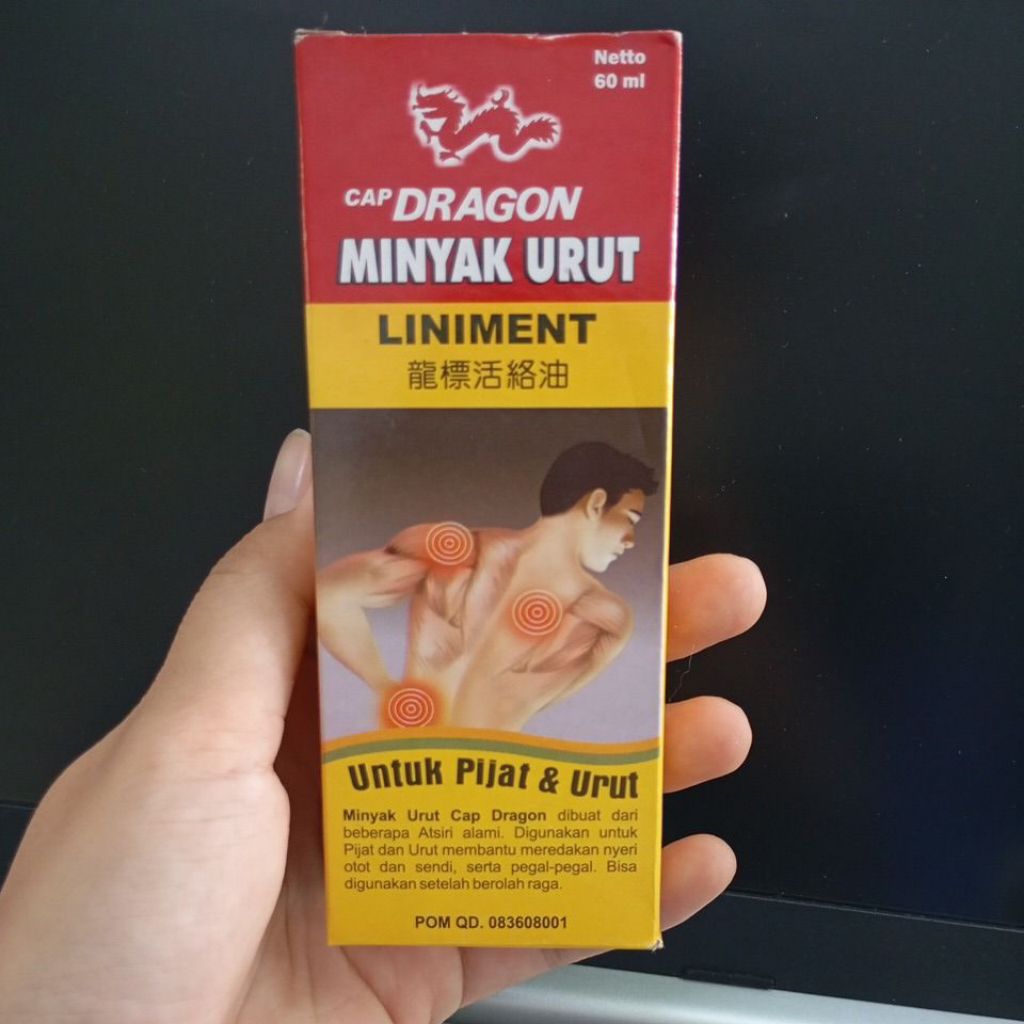 Netto
60 ml
CAP DRAGON
MINYAK URUT
LINIMENT
龍標活絡油
Untuk Pijat & Urut
Minyak Urut Cap Dragon dibuat dari
beberapa Atsiri alami. Digunakan untuk
Pijat dan Urut membantu meredakan nyeri
otot dan sendi, serta pegal-pegal. Bisa
digunakan setelah berolah raga.
POM QD. 083608001